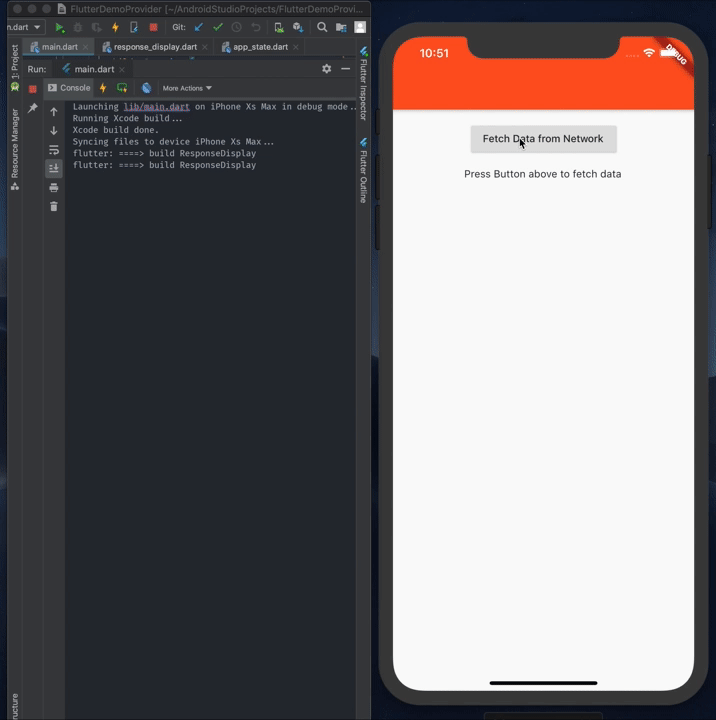 FlutterDemoProvider [~/AndroidStudioProjects/FlutterDemoProvi...
n.dart
Git:
main.dart
response_display.dart
app_state.dart
Run:
main.dart
Console
More Actions
Launching lib/main.dart on iPhone Xs Max in debug mode..
Running Xcode build...
Xcode build done.
Syncing files to device iPhone Xs Max...
flutter: ====> build ResponseDisplay
flutter: ====> build ResponseDisplay
1: Project
Resource Manager
ructure
Flutter Inspector
Flutter Outline
10:51
DEBUG
Fetch Data from Network
Press Button above to fetch data